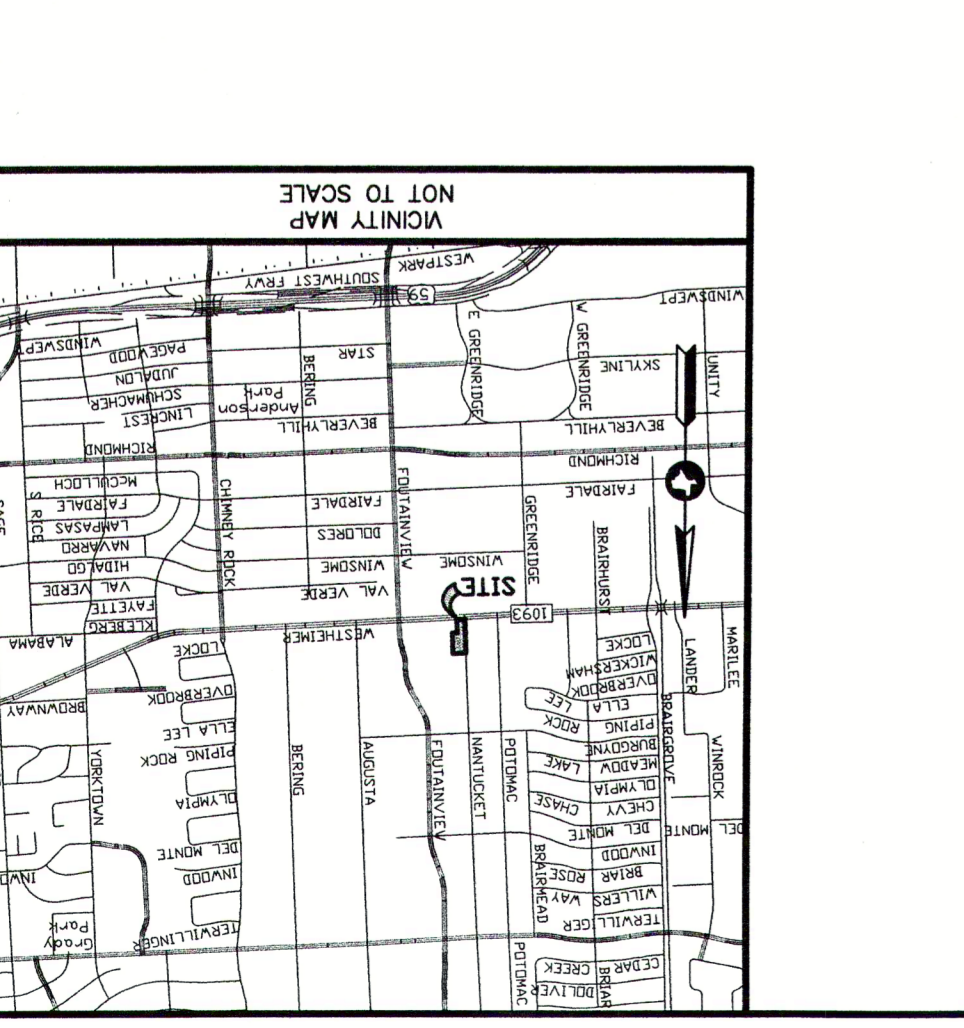 CEDAR
CREEK
BRIAR
DOLIVER
POTOMAC
TERWILLIGER
WILLERS WAY
BRIAR ROSE
INWOOD
DEL MONTE
DEL MONTE
CHEVY CHASE
OLYMPIA
MEADOW LAKE
BURGOYNE
PIPING ROCK
ELLA LEE
OVERBROOK
WICKERSHAM
LOCKE
BRAIRMEAD
WINROCK
BRAIRGROVE
MARILEE
LANDER
POTOMAC
NANTUCKET
FOUTAINVIEW
AUGUSTA
BERING
Grady
Park
TERWILLINGER
INWOOD
DEL MONTE
OLYMPIA
PIPING ROCK
ELLA LEE
OVERBROOK
LOCKE
YORKTOWN
INWO
BROWNWAY
ALABAMA
WESTHEIMER
1093
SITE
BRAIRHURST
GREENRIDGE
WINSOME
FOUTAINVIEW
VAL VERDE
WINSOME
DOLORES
FAIRDALE
CHIMNEY ROCK
KLEBERG
FAYETTE
VAL VERDE
HIDALGO
NAVARRO
LAMPASAS
FAIRDALE
McCULLOCH
S RICE
SAGE
FAIRDALE
RICHMOND
RICHMOND
BEVERLYHILL
BEVERLYHILL
Anderson
Park
LINCREST
SCHUMACHER
JUDALON
PAGEWOOD
WINDSWEPT
UNITY
SKYLINE
W GREENRIDGE
E GREENRIDGE
STAR
BERING
WINDSWEPT
59
SOUTHWEST FRWY
WESTPARK
VICINITY MAP
NOT TO SCALE